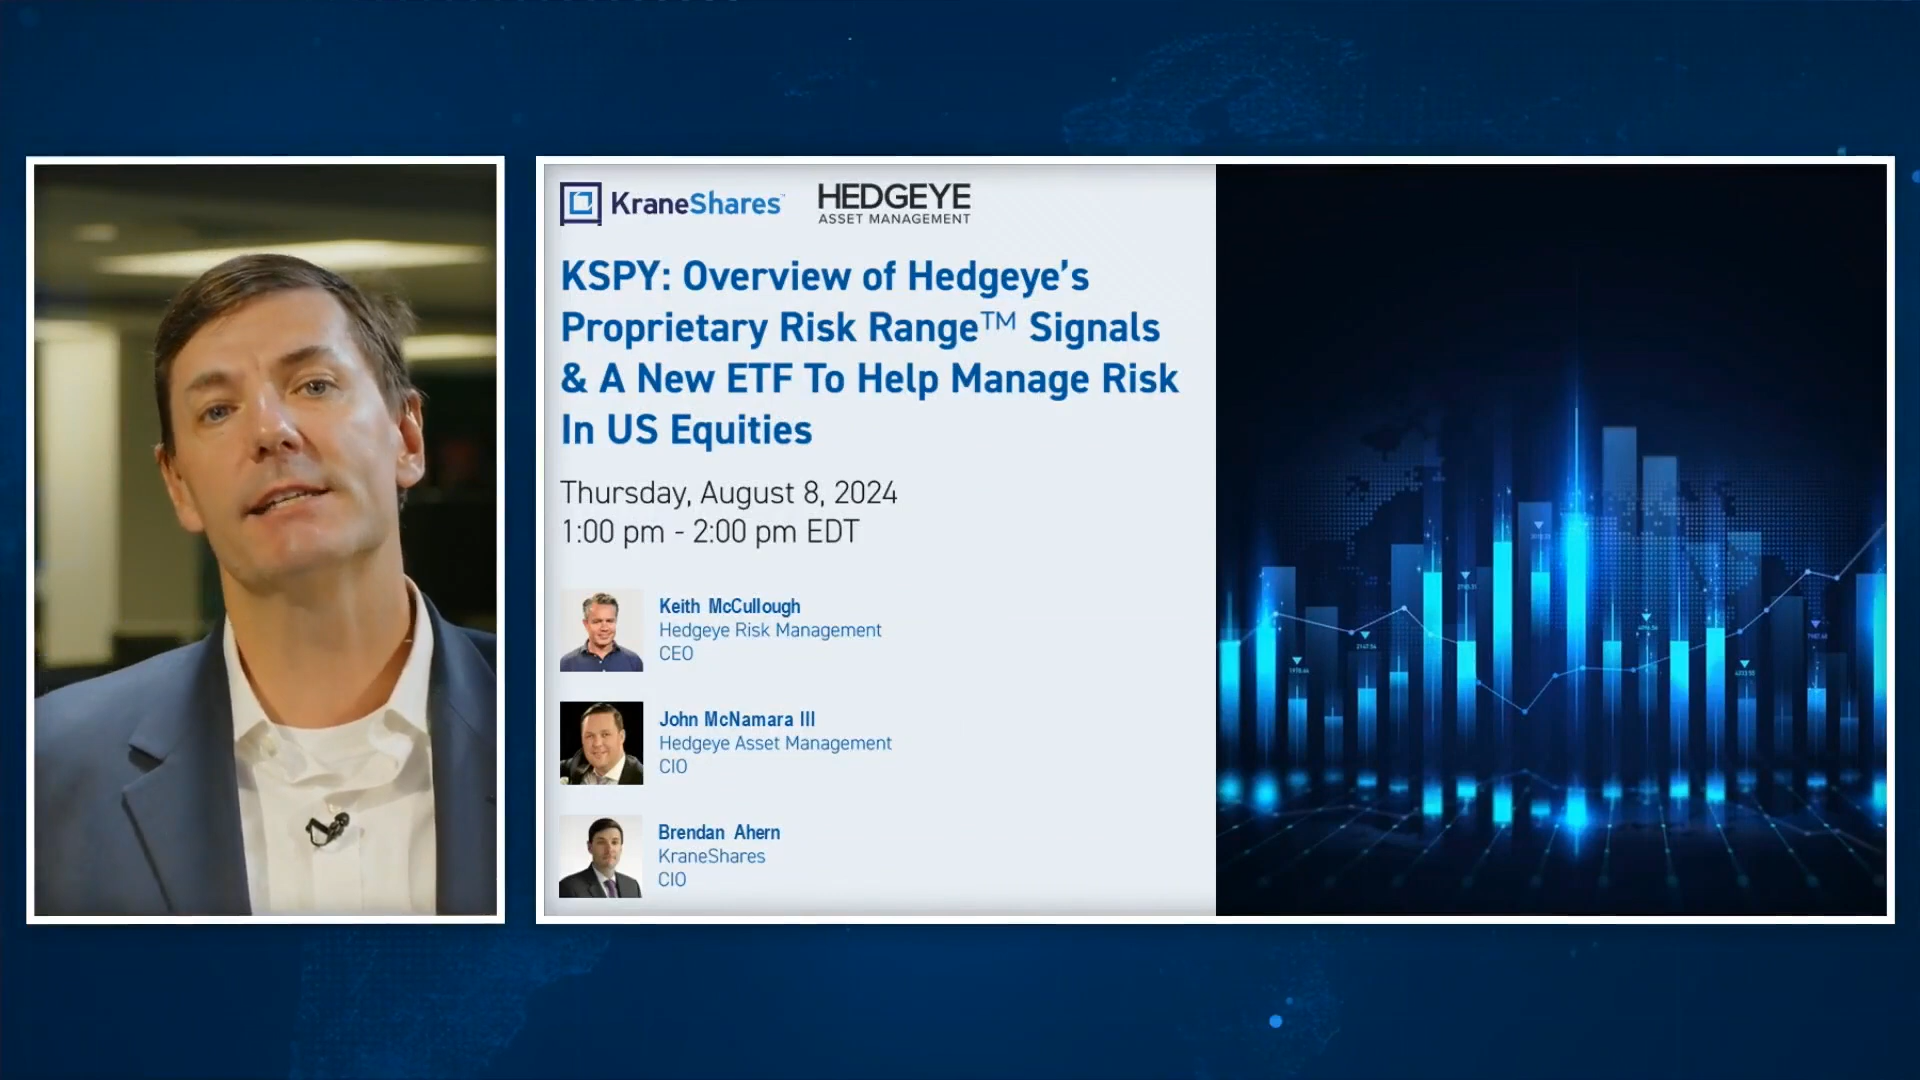 KraneShares™
HEDGEYE
ASSET MANAGEMENT
KSPY: Overview of Hedgeye's
Proprietary Risk Range™ Signals
& A New ETF To Help Manage Risk
In US Equities
Thursday, August 8, 2024
1:00 pm - 2:00 pm EDT
Keith McCullough
Hedgeye Risk Management
CEO
John McNamara III
Hedgeye Asset Management
CIO
Brendan Ahern
KraneShares
CIO